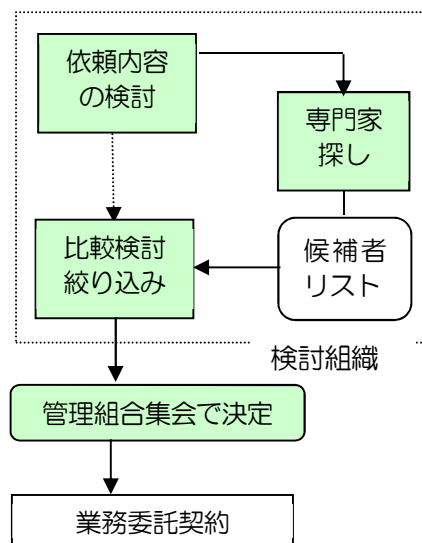 依頼内容
の検討
専門家
探し
候補者
リスト
比較検討
絞り込み
検討組織
管理組合集会で決定
業務委託契約